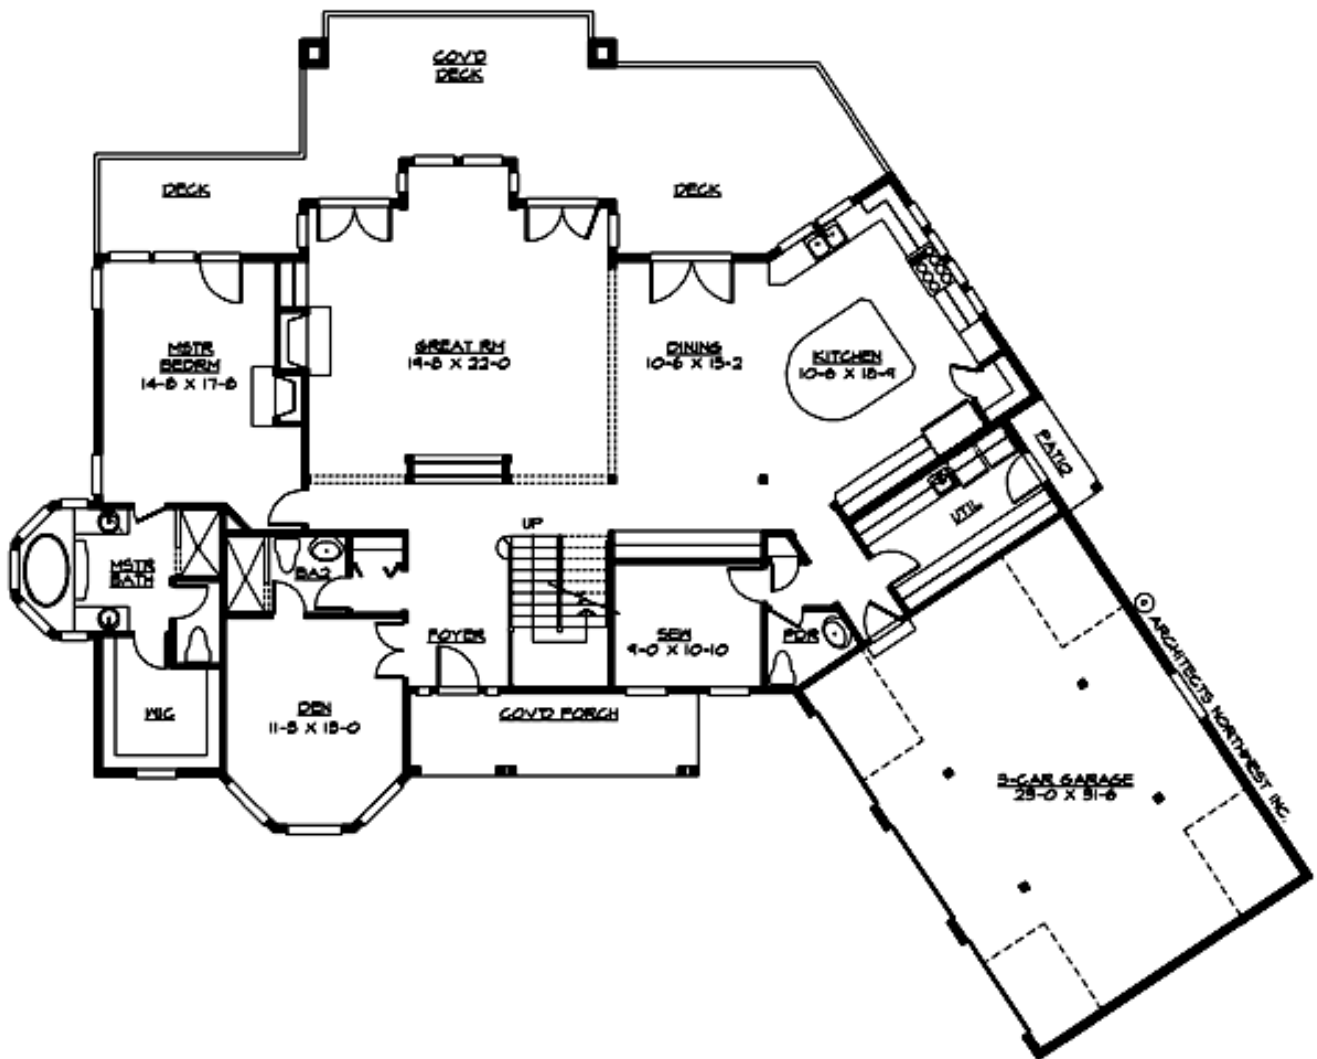 COV'D
DECK
DECK
DECK
MSTR
BEDRM
14-8 X 17-8
GREAT RM
19-8 X 22-0
DINING
10-6 X 15-2
KITCHEN
10-8 X 18-9
PATIO
UTIL
UP
MSTR
BATH
BA2
FOYER
SEW
9-0 X 10-10
PDR
WIC
DEN
11-5 X 15-0
COV'D PORCH
3-CAR GARAGE
23-0 X 31-6
© ARCHITECTS NORTHWEST INC.